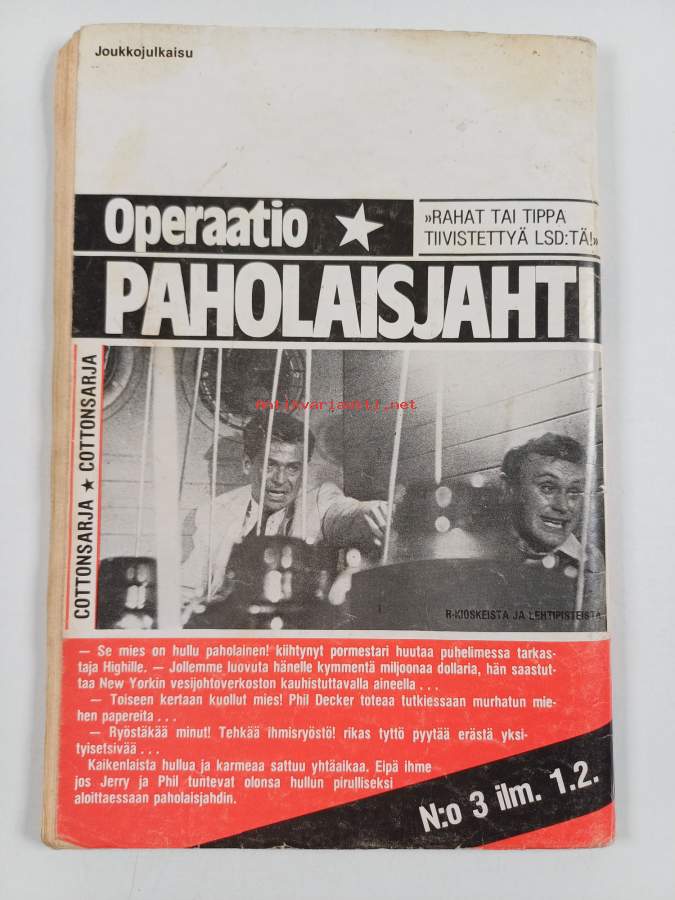 Joukkojulkaisu
Operaatio ★
»RAHAT TAI TIPPA
TIIVISTETTYÄ LSD:TÄ!»
PAHOLAISJAHTI
COTTONSARJA ★ COTTONSARJA
Antikvariaatti.net
R-KIOSKEISTA JA LEHTIPISTEISTÄ
— Se mies on hullu paholainen! kiihtynyt pormestari huutaa puhelimessa tarkas-
taja Highille. — Jollemme luovuta hänelle kymmentä miljoonaa dollaria, hän saastut-
taa New Yorkin vesijohtoverkoston kauhistuttavalla aineella . . .
— Toiseen kertaan kuollut mies! Phil Decker toteaa tutkiessaan murhatun mie-
hen papereita . . .
— Ryöstäkää minut! Tehkää ihmisryöstö! rikas tyttö pyytää erästä yksi-
tyisetsivää . . .
Kaikenlaista hullua ja karmeaa sattuu yhtäaikaa. Eipä ihme
jos Jerry ja Phil tuntevat olonsa hullun pirulliseksi
aloittaessaan paholaisjahdin.
N:o 3 ilm. 1.2.